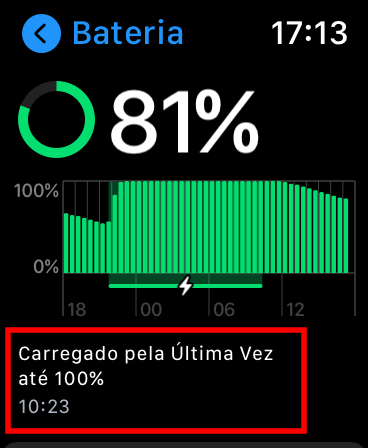 Bateria 17:13
81%
100%
0%
18 00 06 12
Carregado pela Última Vez
até 100%
10:23